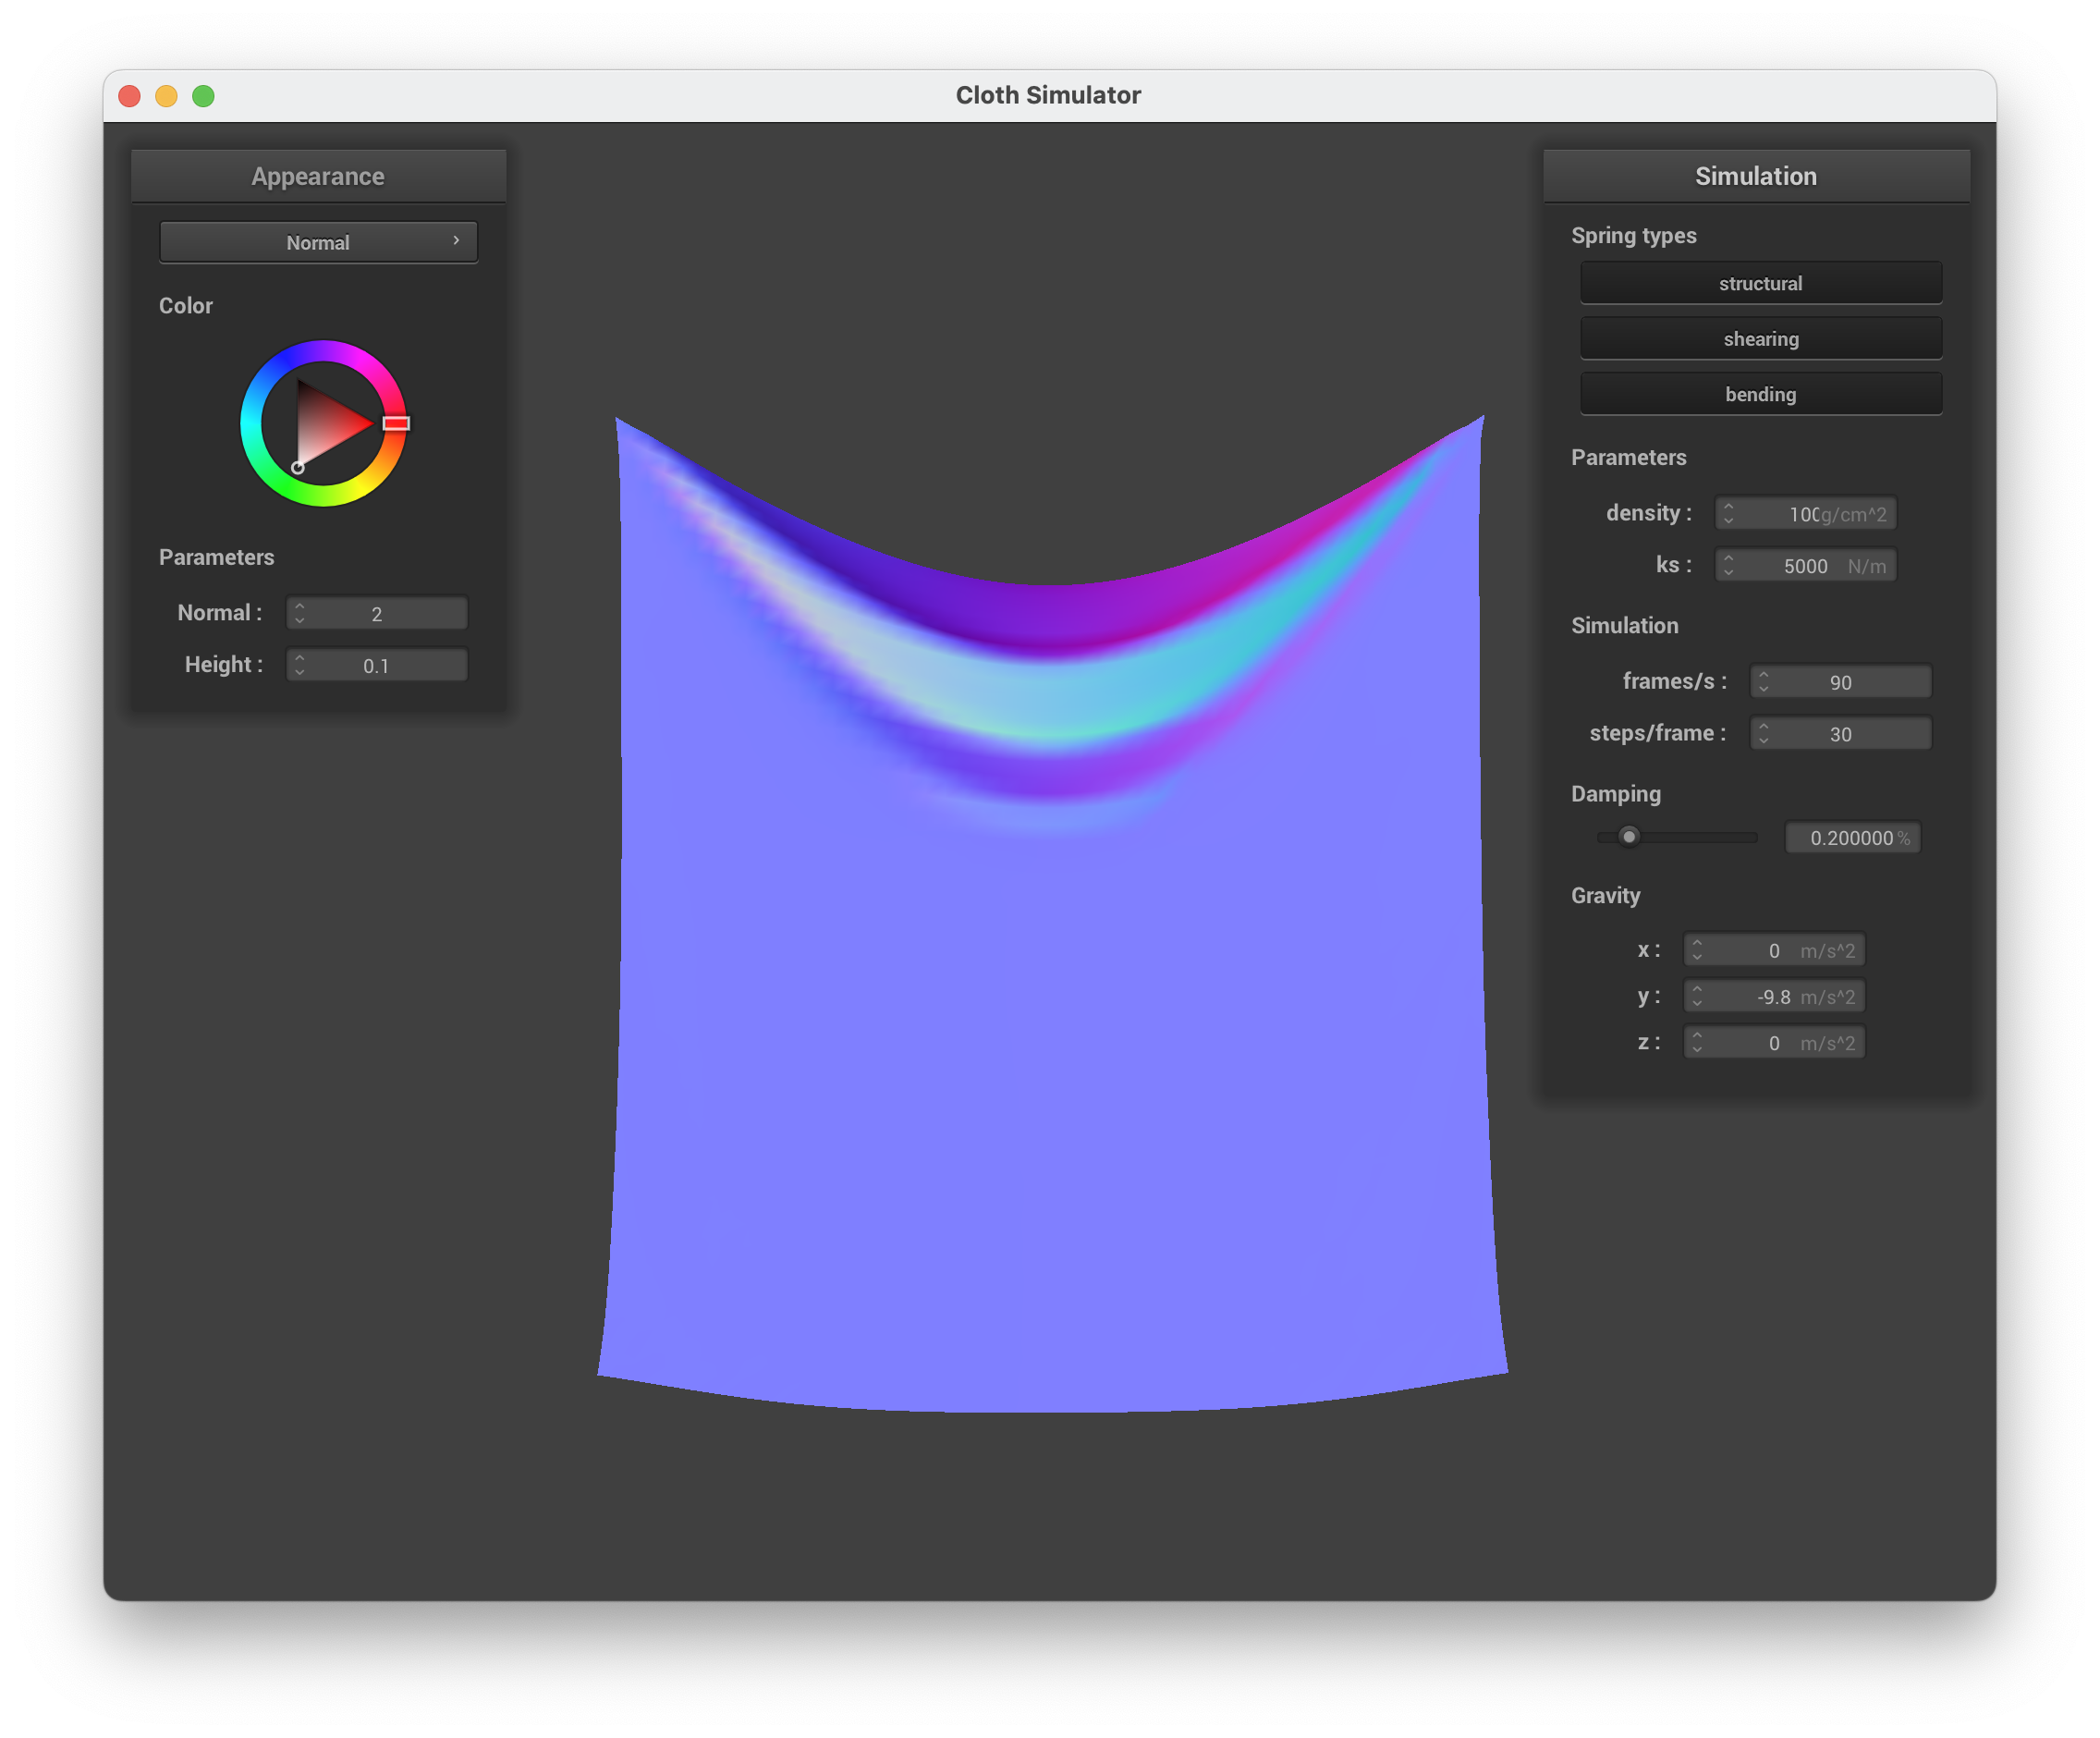 Cloth Simulator
Appearance
Normal
Color
Parameters
Normal : 2
Height : 0.1
Simulation
Spring types
structural
shearing
bending
Parameters
density : 100 g/cm^2
ks : 5000 N/m
Simulation
frames/s : 90
steps/frame : 30
Damping
0.200000 %
Gravity
x : 0 m/s^2
y : -9.8 m/s^2
z : 0 m/s^2